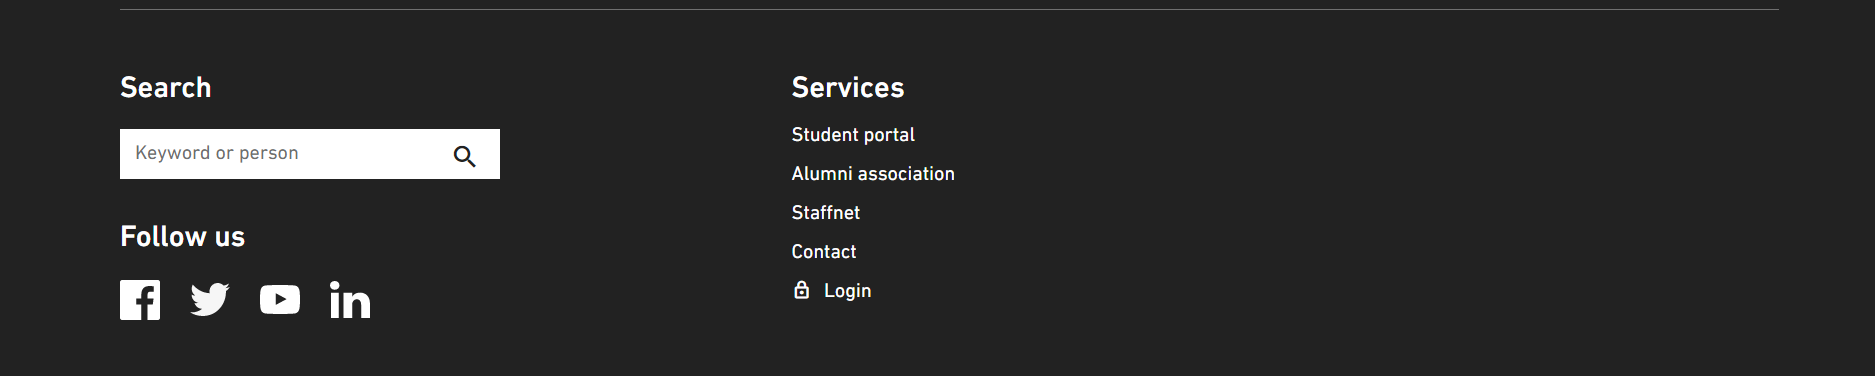 Search
Keyword or person
Follow us
Services
Student portal
Alumni association
Staffnet
Contact
Login